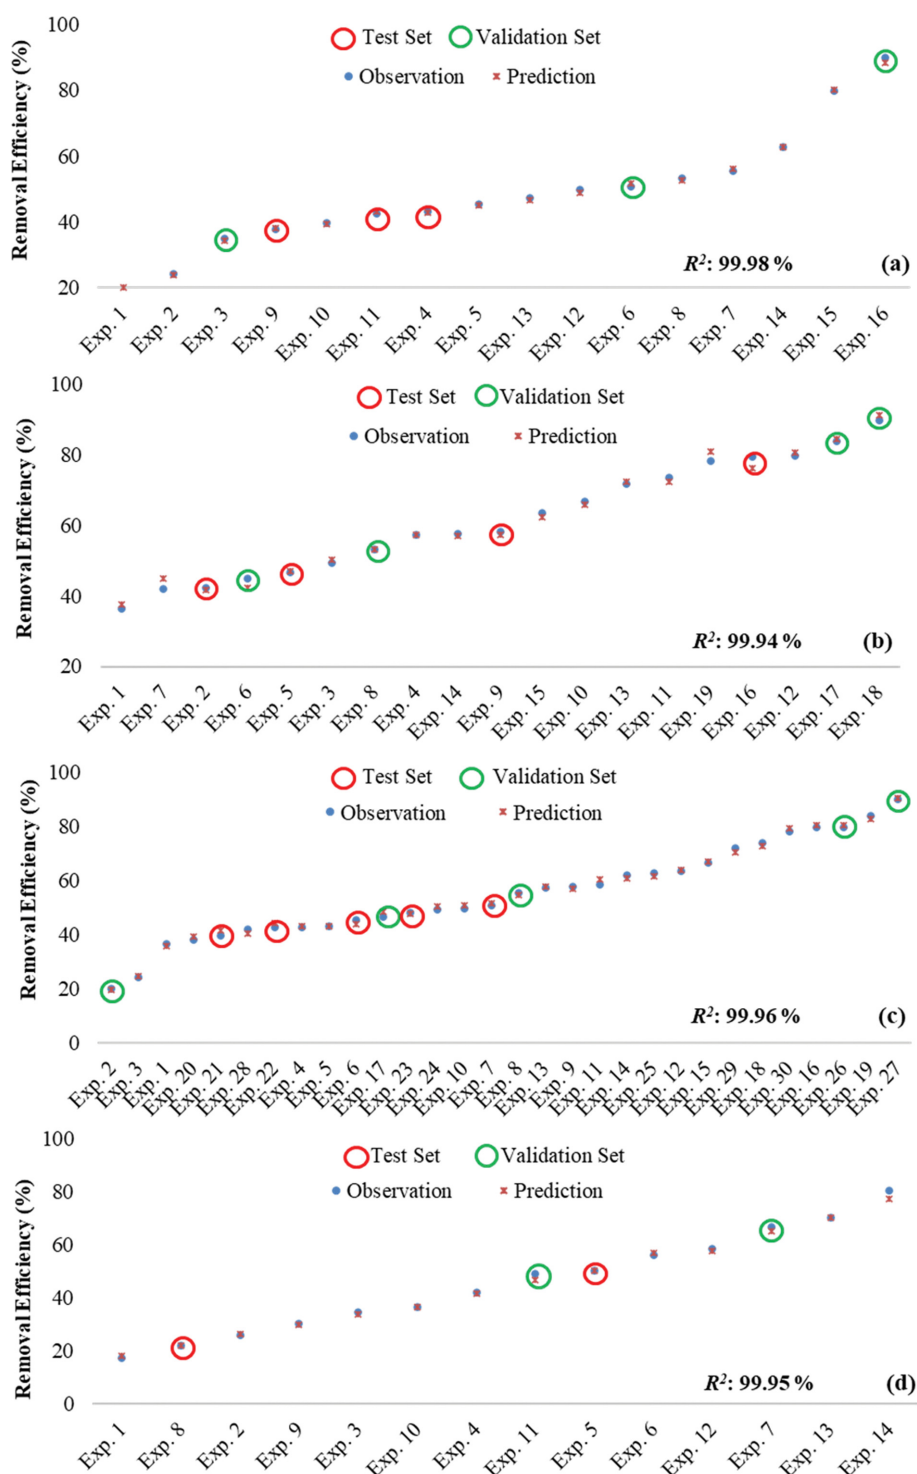 100
80
60
40
20
Removal Efficiency (%)
Test Set Validation Set
Observation Prediction
R²: 99.98 % (a)
Exp. 1 Exp. 2 Exp. 3 Exp. 9 Exp. 10 Exp. 11 Exp. 4 Exp. 5 Exp. 13 Exp. 12 Exp. 6 Exp. 8 Exp. 7 Exp. 14 Exp. 15 Exp. 16
100
80
60
40
20
Removal Efficiency (%)
Test Set Validation Set
Observation Prediction
R²: 99.94 % (b)
Exp. 1 Exp. 7 Exp. 2 Exp. 6 Exp. 5 Exp. 3 Exp. 8 Exp. 4 Exp. 14 Exp. 9 Exp. 15 Exp. 10 Exp. 13 Exp. 11 Exp. 19 Exp. 16 Exp. 12 Exp. 17 Exp. 18
100
80
60
40
20
0
Removal Efficiency (%)
Test Set Validation Set
Observation Prediction
R²: 99.96 % (c)
Exp. 2 Exp. 3 Exp. 1 Exp. 20 Exp. 21 Exp. 28 Exp. 22 Exp. 4 Exp. 5 Exp. 6 Exp. 17 Exp. 23 Exp. 24 Exp. 10 Exp. 7 Exp. 8 Exp. 13 Exp. 9 Exp. 11 Exp. 14 Exp. 25 Exp. 12 Exp. 15 Exp. 29 Exp. 18 Exp. 30 Exp. 16 Exp. 26 Exp. 19 Exp. 27
100
80
60
40
20
0
Removal Efficiency (%)
Test Set Validation Set
Observation Prediction
R²: 99.95 % (d)
Exp. 1 Exp. 8 Exp. 2 Exp. 9 Exp. 3 Exp. 10 Exp. 4 Exp. 11 Exp. 5 Exp. 6 Exp. 12 Exp. 7 Exp. 13 Exp. 14